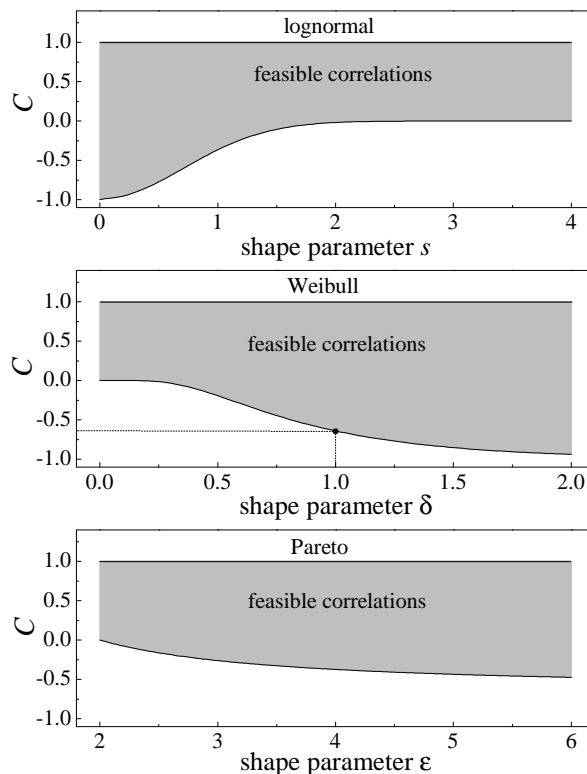 lognormal
1.0
feasible correlations
0.5
C
0.0
-0.5
-1.0
0 1 2 3 4
shape parameter s
Weibull
1.0
feasible correlations
0.5
C
0.0
-0.5
-1.0
0.0 0.5 1.0 1.5 2.0
shape parameter δ
Pareto
1.0
feasible correlations
0.5
C
0.0
-0.5
-1.0
2 3 4 5 6
shape parameter ε